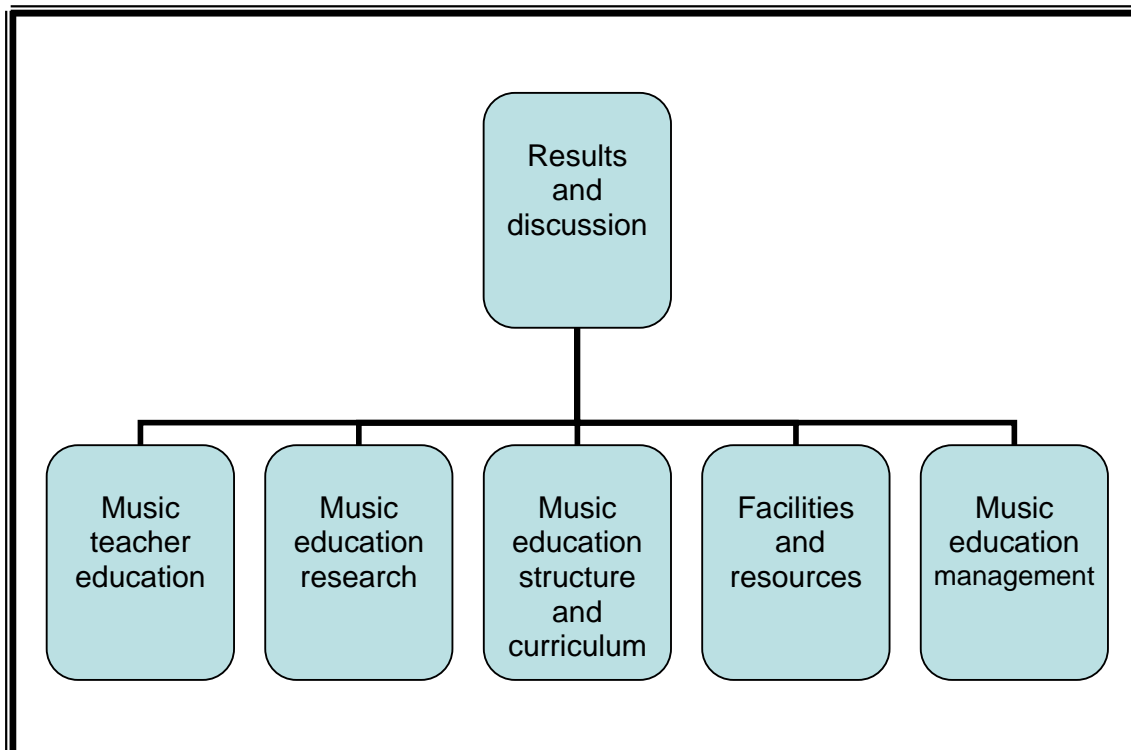 Results
and
discussion
Music
teacher
education
Music
education
research
Music
education
structure
and
curriculum
Facilities
and
resources
Music
education
management